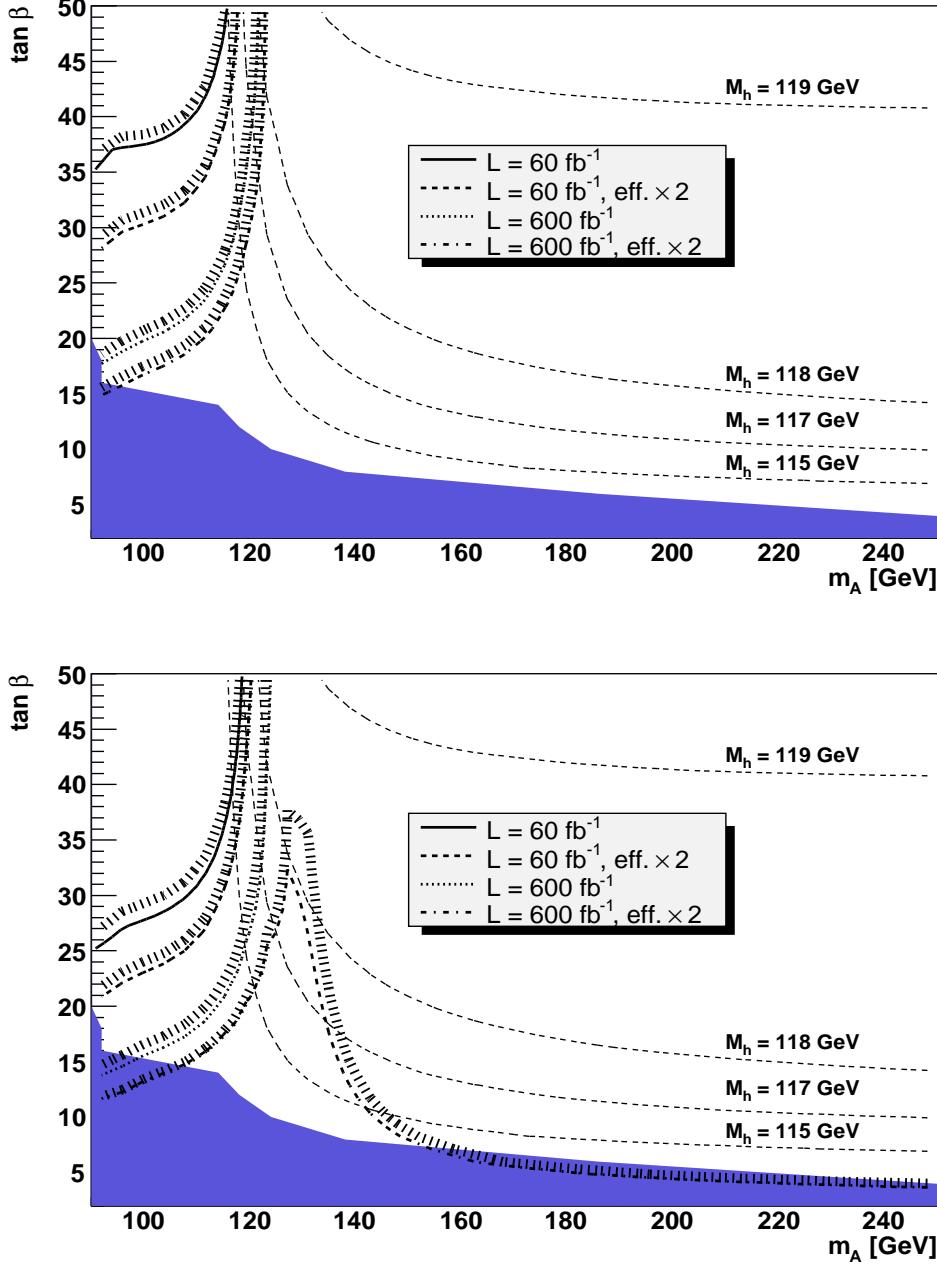 tan β
50
45
40
35
30
25
20
15
10
5
M_h = 119 GeV
L = 60 fb⁻¹
L = 60 fb⁻¹, eff. × 2
L = 600 fb⁻¹
L = 600 fb⁻¹, eff. × 2
M_h = 118 GeV
M_h = 117 GeV
M_h = 115 GeV
100 120 140 160 180 200 220 240
m_A [GeV]
tan β
50
45
40
35
30
25
20
15
10
5
M_h = 119 GeV
L = 60 fb⁻¹
L = 60 fb⁻¹, eff. × 2
L = 600 fb⁻¹
L = 600 fb⁻¹, eff. × 2
M_h = 118 GeV
M_h = 117 GeV
M_h = 115 GeV
100 120 140 160 180 200 220 240
m_A [GeV]